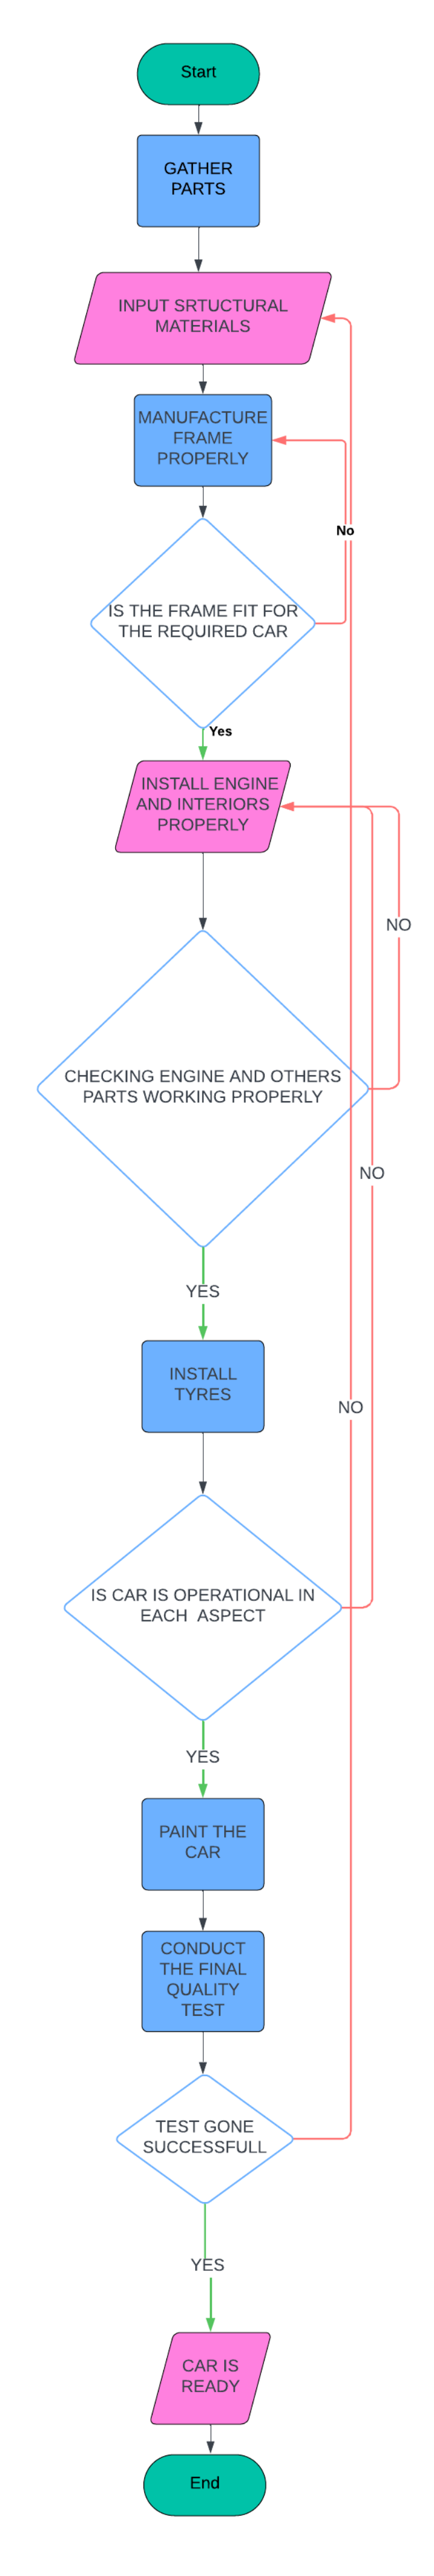 Start
GATHER
PARTS
INPUT SRTUCTURAL
MATERIALS
MANUFACTURE
FRAME
PROPERLY
No
IS THE FRAME FIT FOR
THE REQUIRED CAR
Yes
INSTALL ENGINE
AND INTERIORS
PROPERLY
NO
CHECKING ENGINE AND OTHERS
PARTS WORKING PROPERLY
NO
YES
INSTALL
TYRES
NO
IS CAR IS OPERATIONAL IN
EACH ASPECT
YES
PAINT THE
CAR
CONDUCT
THE FINAL
QUALITY
TEST
TEST GONE
SUCCESSFULL
YES
CAR IS
READY
End